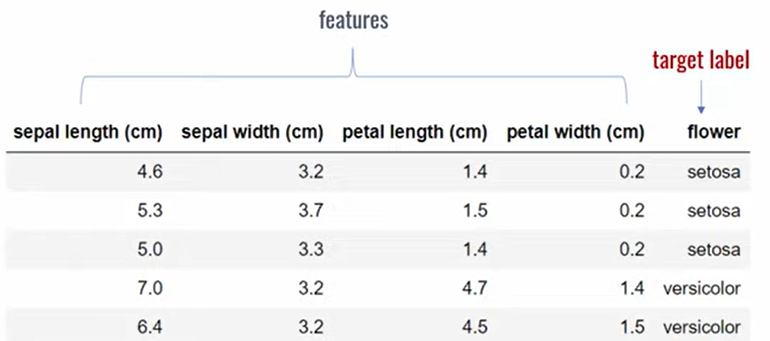 features
target label
sepal length (cm) sepal width (cm) petal length (cm) petal width (cm) flower
4.6 3.2 1.4 0.2 setosa
5.3 3.7 1.5 0.2 setosa
5.0 3.3 1.4 0.2 setosa
7.0 3.2 4.7 1.4 versicolor
6.4 3.2 4.5 1.5 versicolor